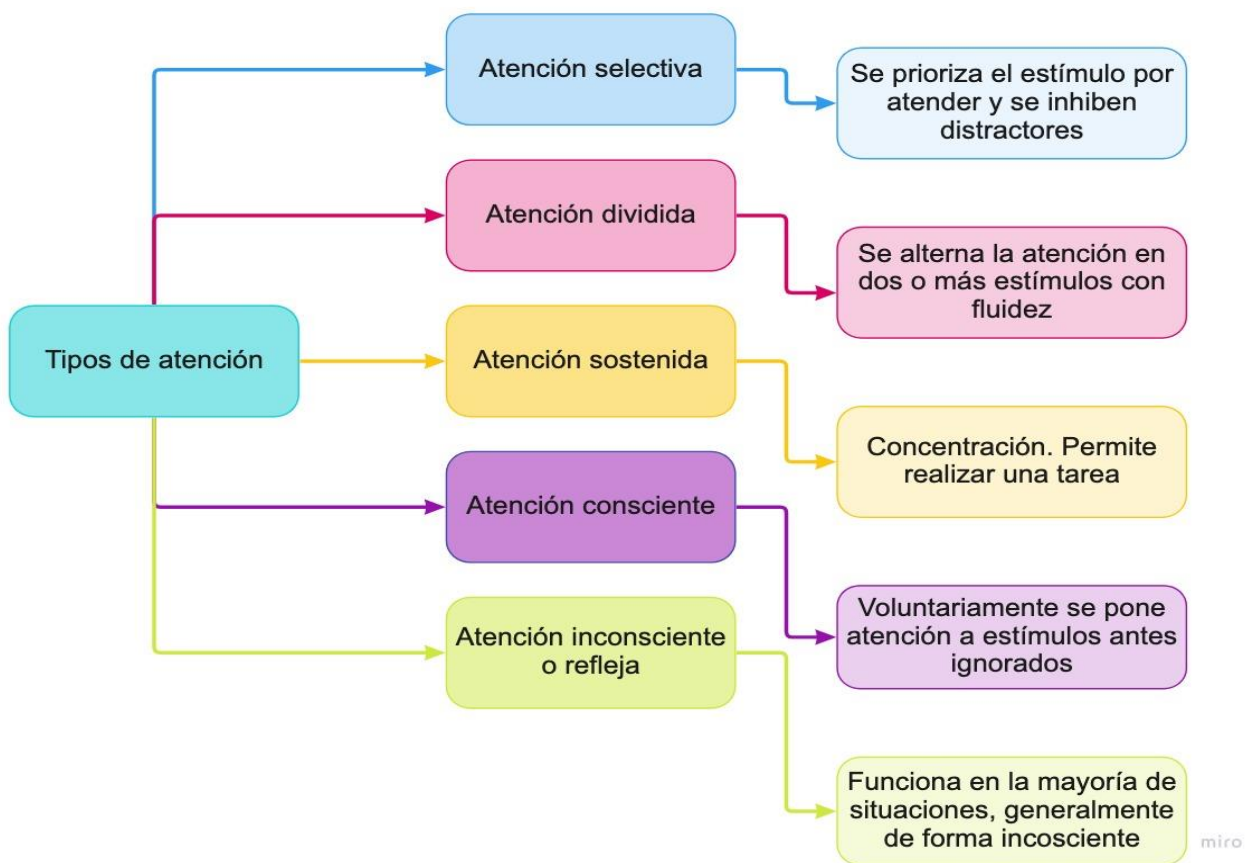 Atención selectiva
Se prioriza el estímulo por
atender y se inhiben
distractores
Atención dividida
Se alterna la atención en
dos o más estímulos con
fluidez
Tipos de atención
Atención sostenida
Concentración. Permite
realizar una tarea
Atención consciente
Voluntariamente se pone
atención a estímulos antes
ignorados
Atención inconsciente
o refleja
Funciona en la mayoría de
situaciones, generalmente
de forma incosciente
miro